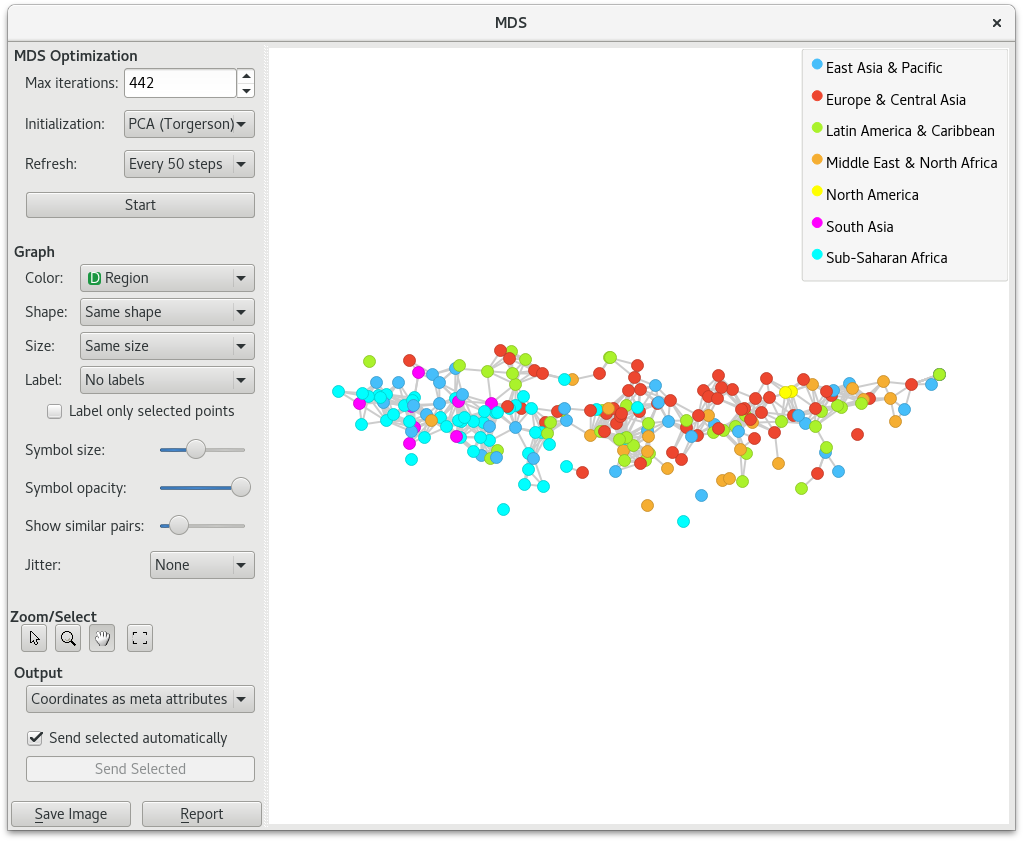 MDS
MDS Optimization
Max iterations: 442
Initialization: PCA (Torgerson)
Refresh: Every 50 steps
Start
Graph
Color: D Region
Shape: Same shape
Size: Same size
Label: No labels
Label only selected points
Symbol size:
Symbol opacity:
Show similar pairs:
Jitter: None
Zoom/Select
Output
Coordinates as meta attributes
Send selected automatically
Send Selected
Save Image Report
East Asia & Pacific
Europe & Central Asia
Latin America & Caribbean
Middle East & North Africa
North America
South Asia
Sub-Saharan Africa